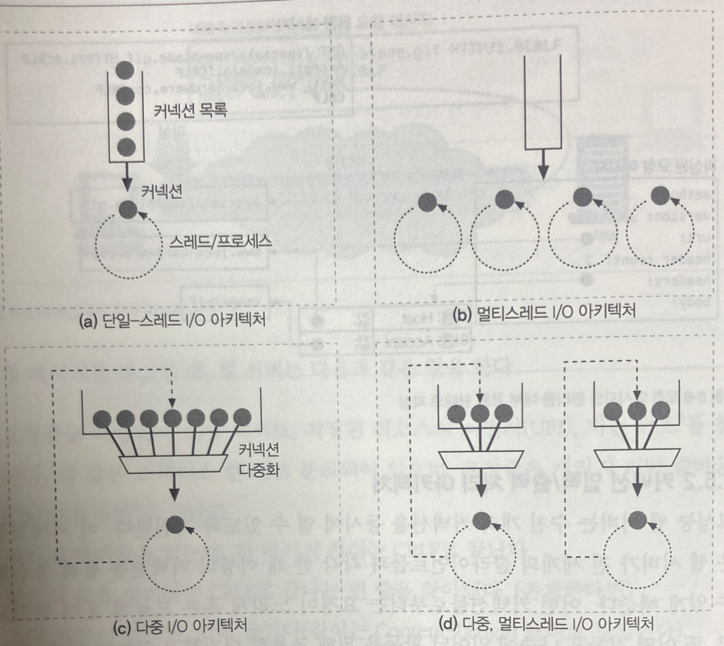 커넥션 목록
커넥션
스레드/프로세스
(a) 단일-스레드 I/O 아키텍처
(b) 멀티스레드 I/O 아키텍처
커넥션
다중화
(c) 다중 I/O 아키텍처
(d) 다중, 멀티스레드 I/O 아키텍처